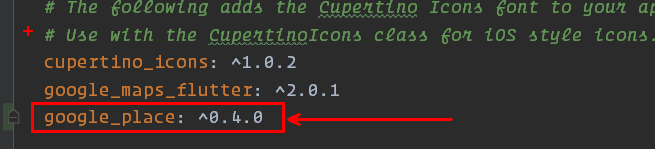 # The following adds the Cupertino Icons font to your ap
# Use with the CupertinoIcons class for iOS style icons.
cupertino_icons: ^1.0.2
google_maps_flutter: ^2.0.1
google_place: ^0.4.0